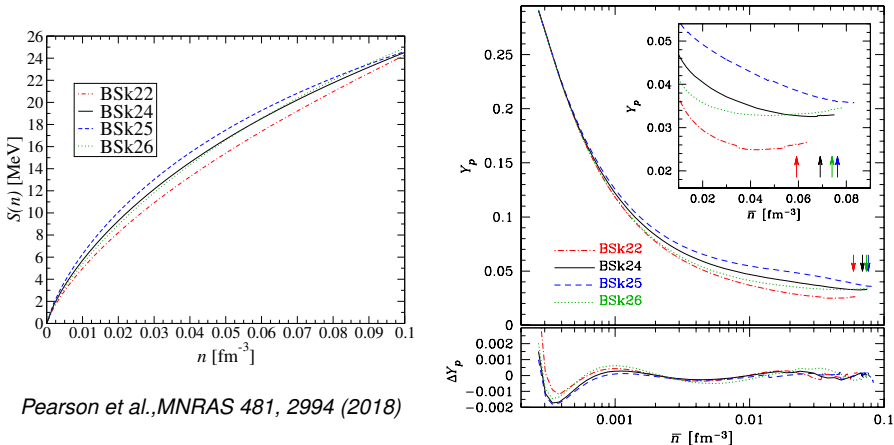 26
24
22
20
18
16
14
12
10
8
6
4
2
0
S(n) [MeV]
BSk22
BSk24
BSk25
BSk26
0 0.01 0.02 0.03 0.04 0.05 0.06 0.07 0.08 0.09 0.1
n [fm⁻³]
Pearson et al.,MNRAS 481, 2994 (2018)
0.25
0.2
0.15
0.1
0.05
0
Yₚ
0.05
0.04
0.03
0.02
Yₚ
0.02 0.04 0.06 0.08
n̄ [fm⁻³]
BSk22
BSk24
BSk25
BSk26
0.002
0.001
0
−0.001
−0.002
ΔYₚ
0.001 0.01 0.1
n̄ [fm⁻³]